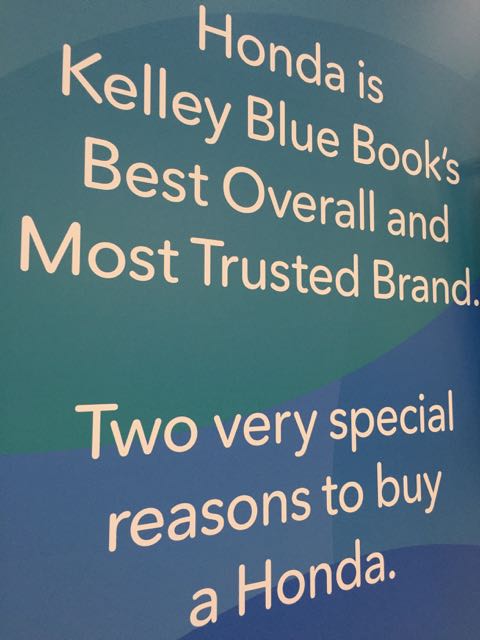 Honda is
Kelley Blue Book's
Best Overall and
Most Trusted Brand.
Two very special
reasons to buy
a Honda.